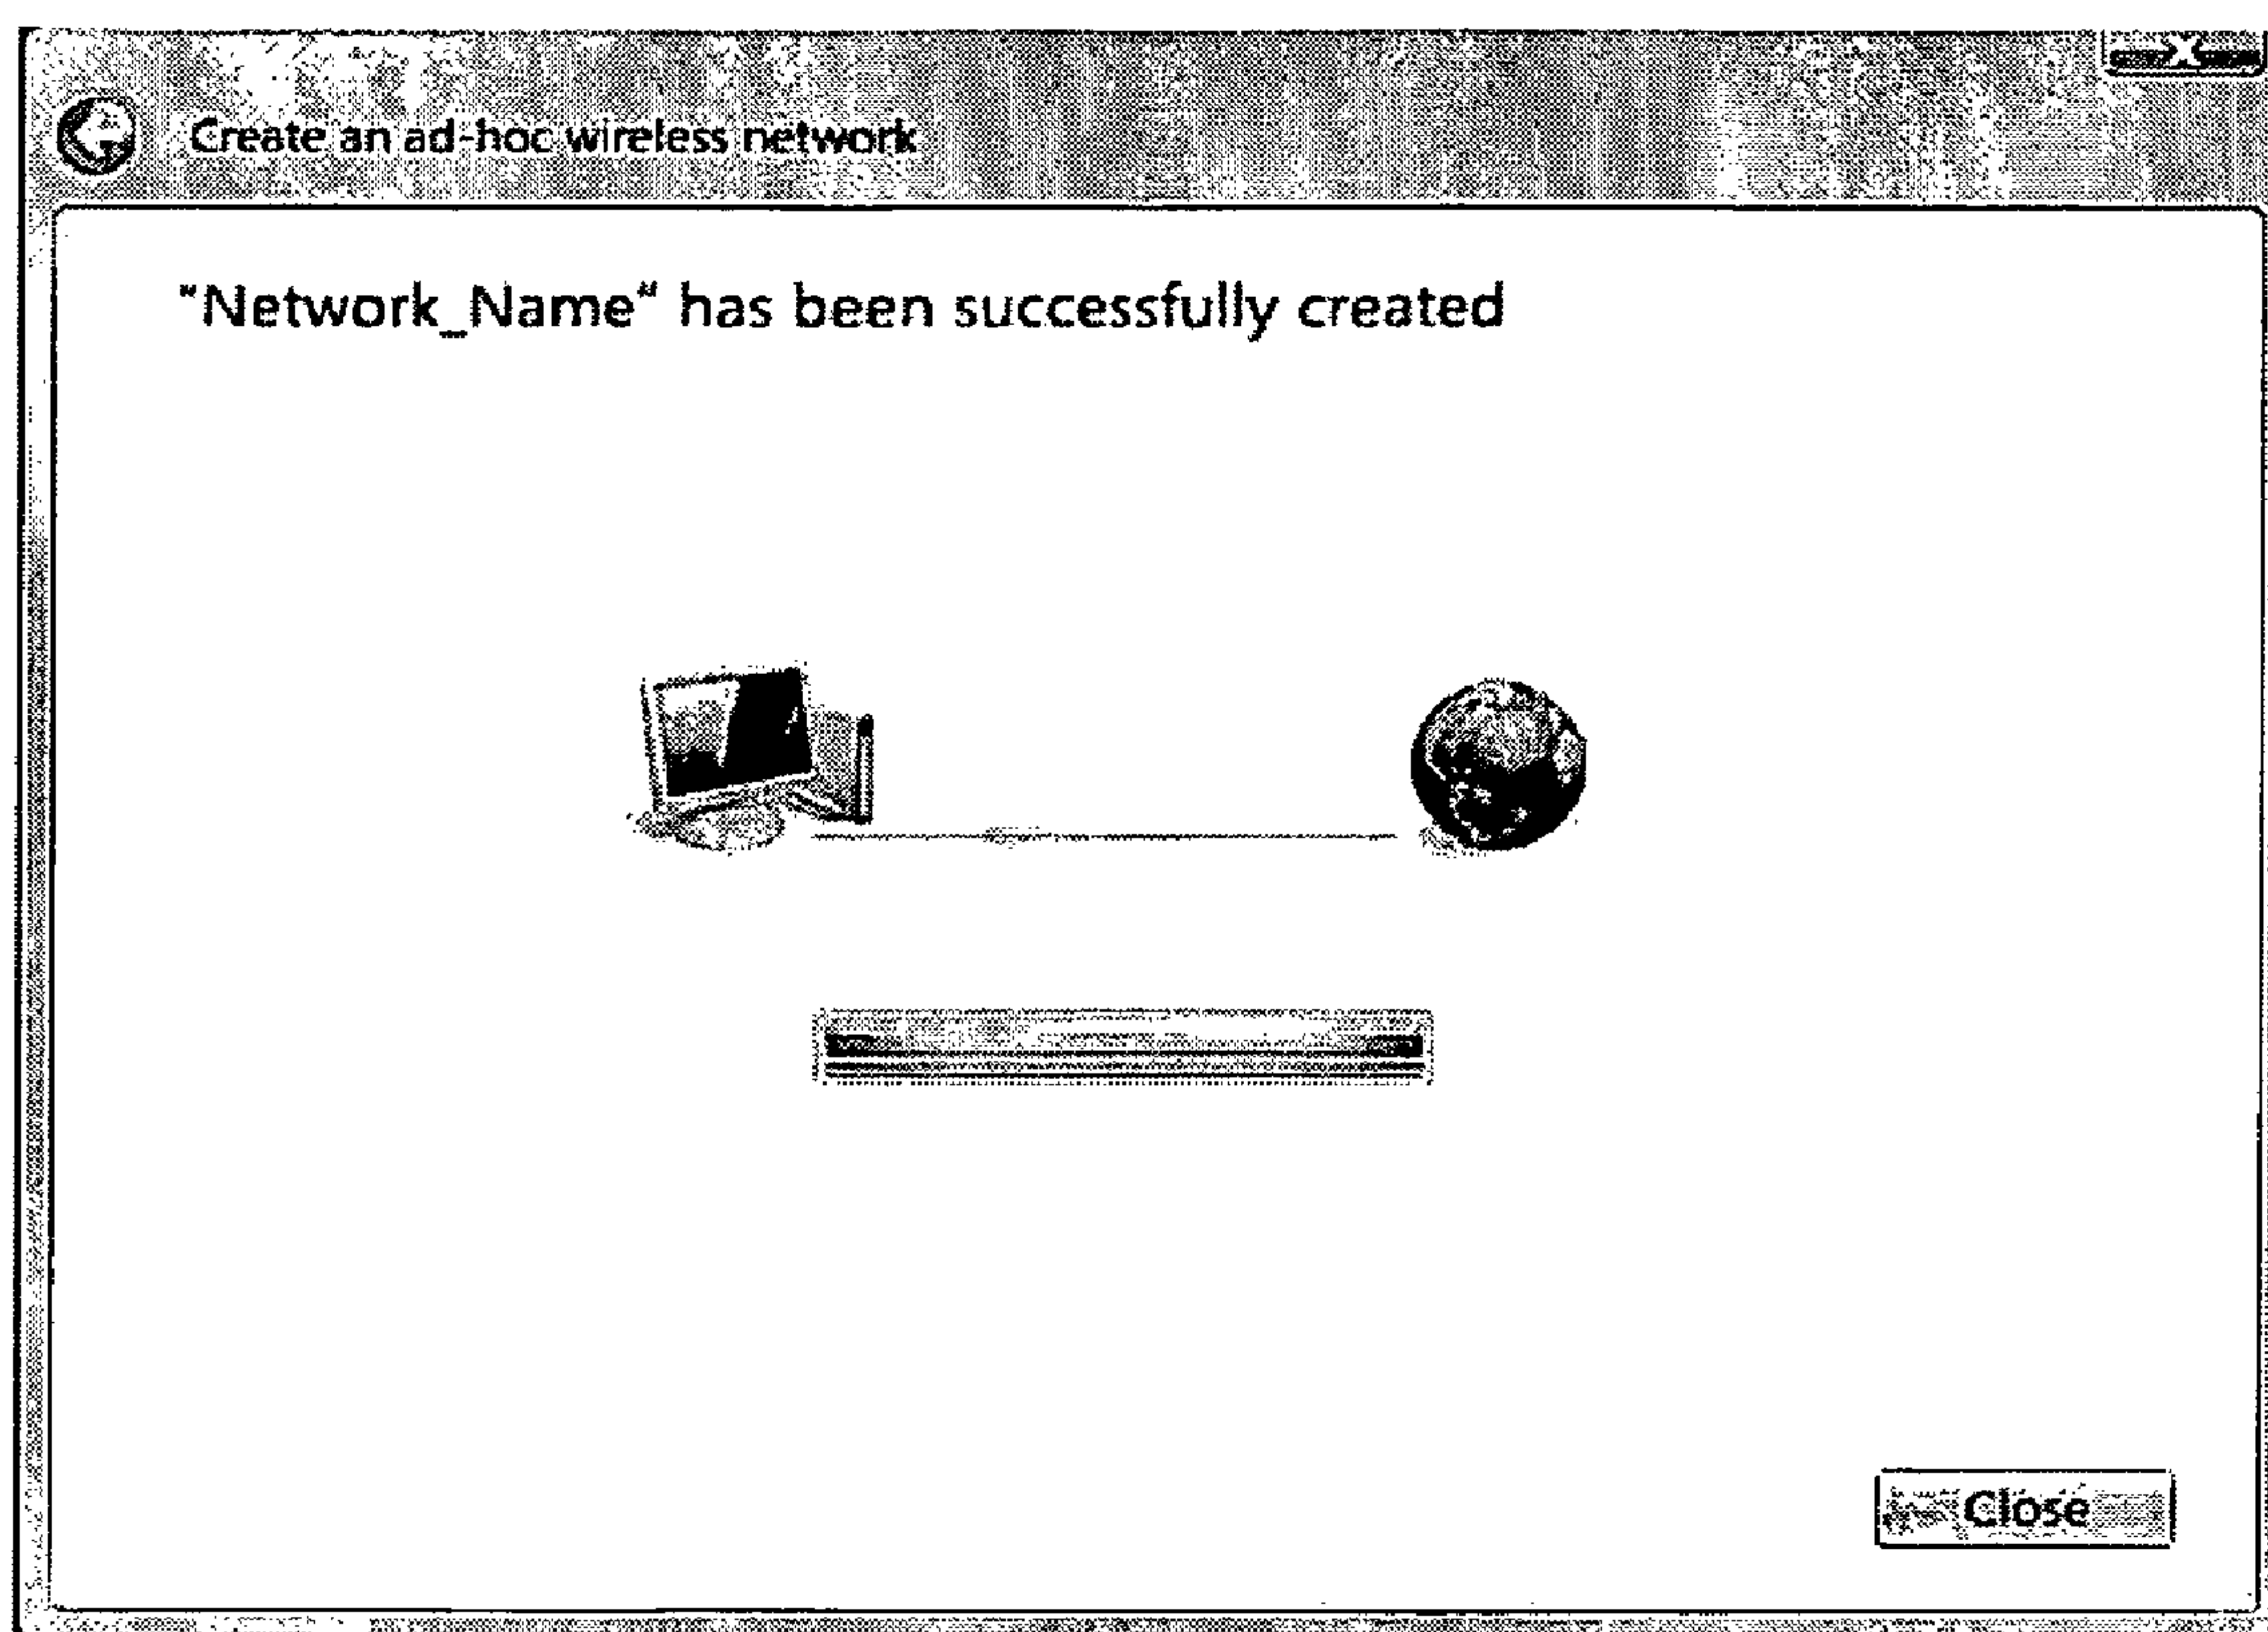 Create an ad-hoc wireless network
"Network_Name" has been successfully created
Close